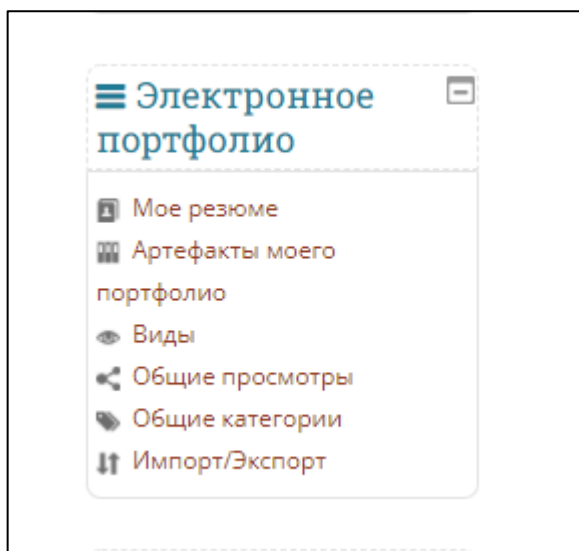 Электронное
портфолио
Мое резюме
Артефакты моего
портфолио
Виды
Общие просмотры
Общие категории
Импорт/Экспорт